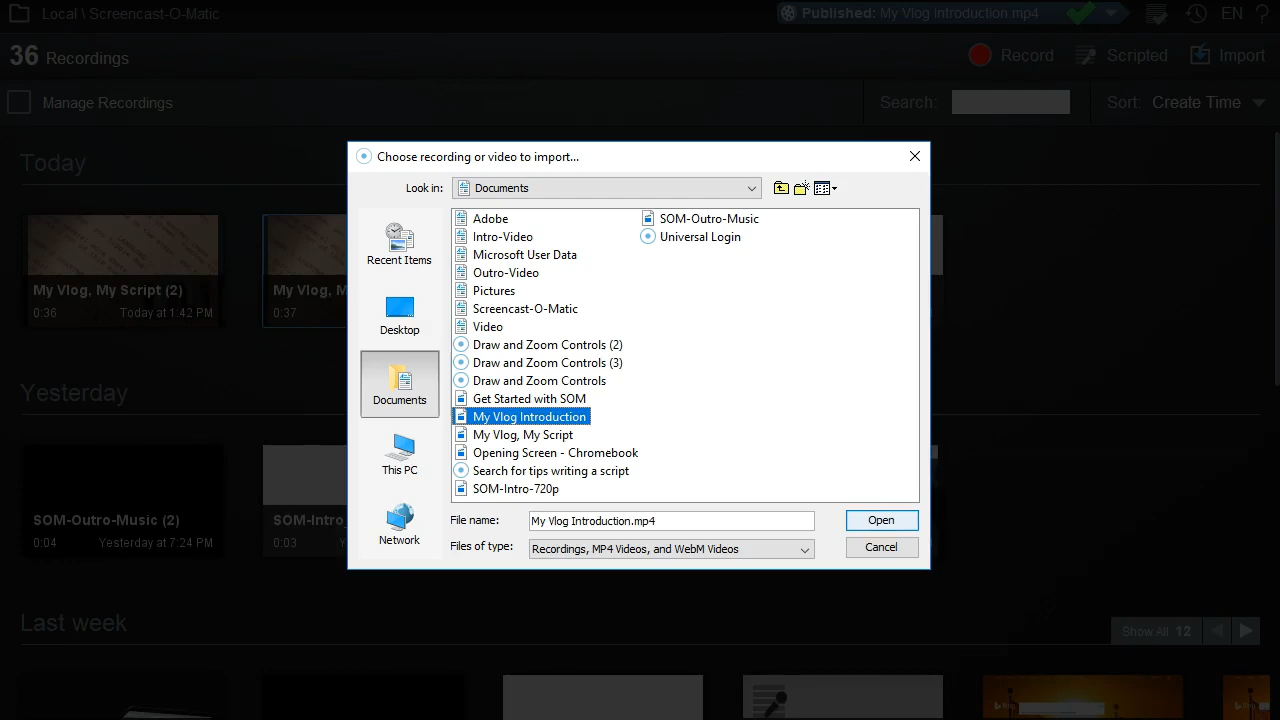 Local \ Screencast-O-Matic
Published: My Vlog Introduction.mp4
EN ?
36 Recordings
Record
Scripted
Import
Manage Recordings
Search:
Sort: Create Time
Today
My Vlog, My Script (2)
0:36 Today at 1:42 PM
My Vlog, M
0:37
Yesterday
SOM-Outro-Music (2)
0:04 Yesterday at 7:24 PM
SOM-Intro
0:03 Y
Last week
Show All 12
Choose recording or video to import...
Look in: Documents
Recent Items
Desktop
Documents
This PC
Network
Adobe
Intro-Video
Microsoft User Data
Outro-Video
Pictures
Screencast-O-Matic
Video
Draw and Zoom Controls (2)
Draw and Zoom Controls (3)
Draw and Zoom Controls
Get Started with SOM
My Vlog Introduction
My Vlog, My Script
Opening Screen - Chromebook
Search for tips writing a script
SOM-Intro-720p
SOM-Outro-Music
Universal Login
File name: My Vlog Introduction.mp4
Open
Files of type: Recordings, MP4 Videos, and WebM Videos
Cancel